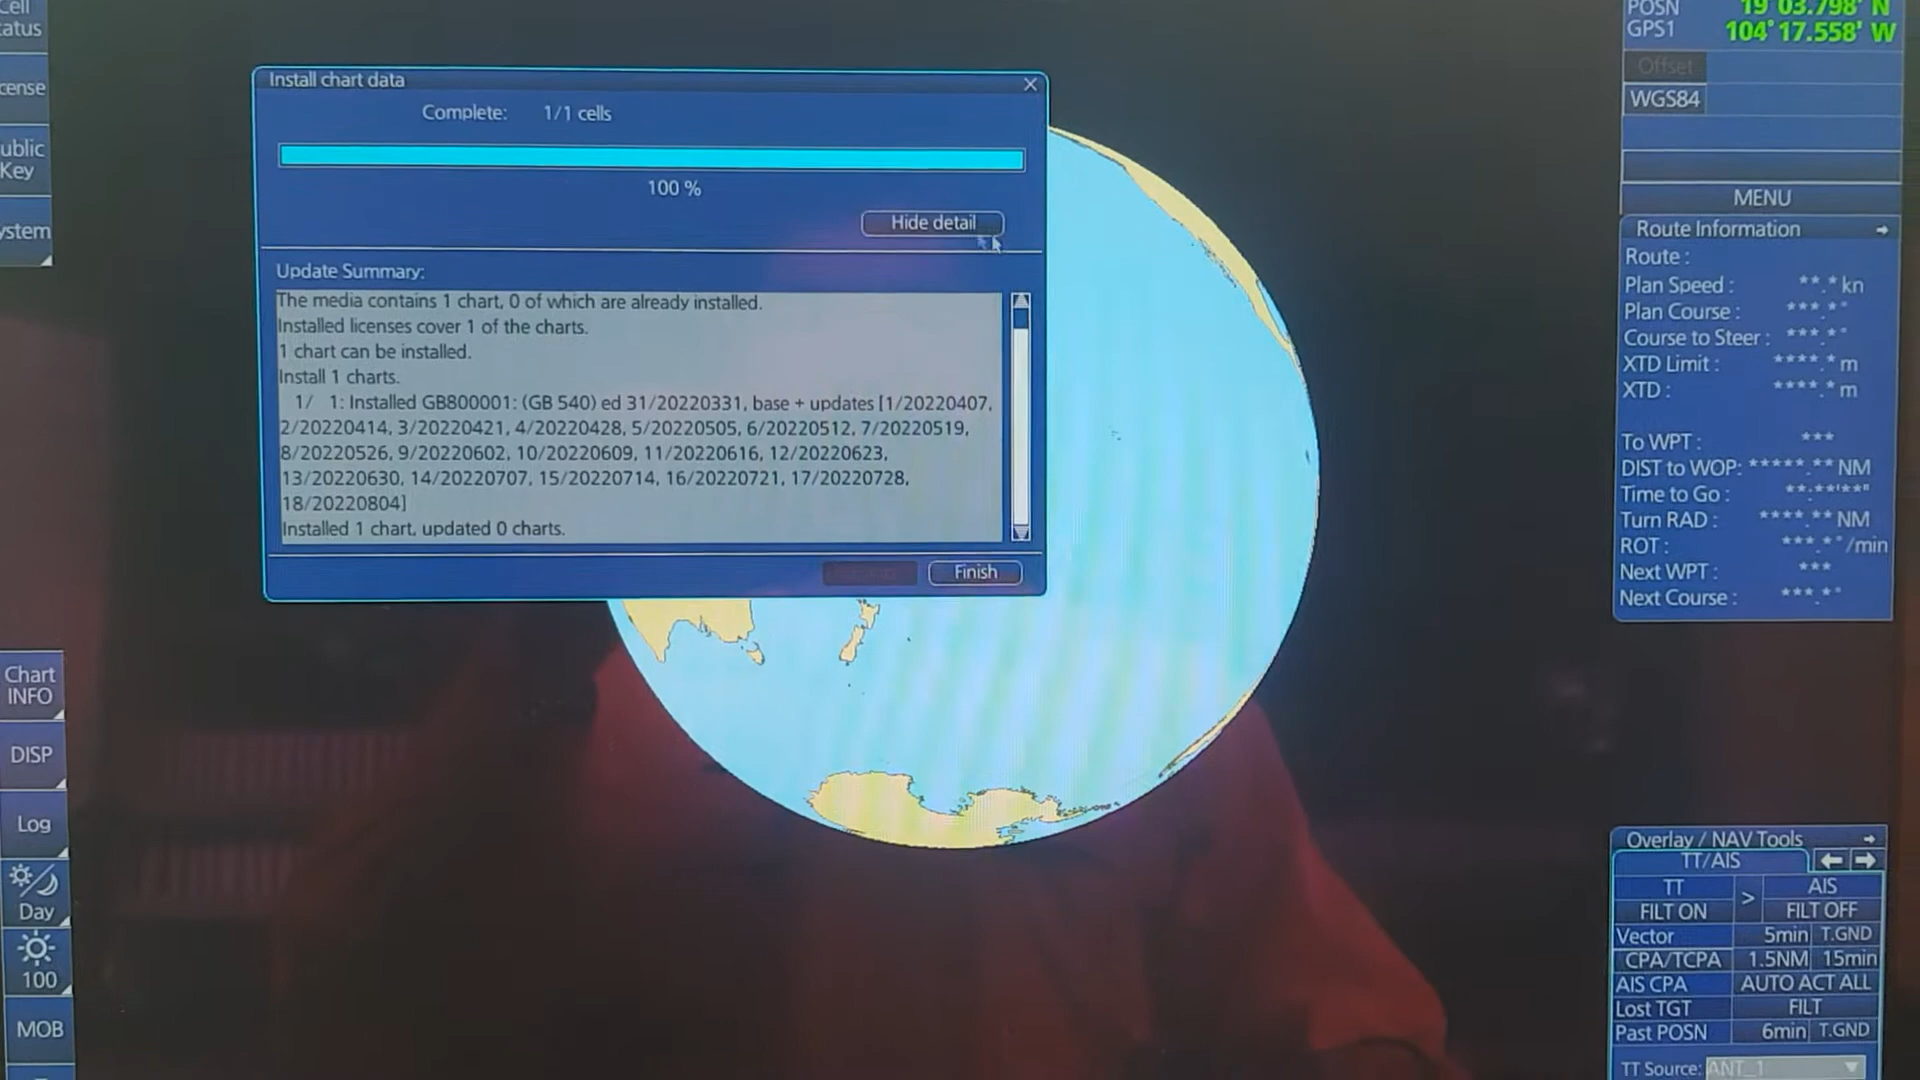 Cell
Status
License
Public
Key
System
Install chart data
Complete: 1/1 cells
100 %
Hide detail
Update Summary:
The media contains 1 chart, 0 of which are already installed.
Installed licenses cover 1 of the charts.
1 chart can be installed.
Install 1 charts.
1/ 1: Installed GB800001: (GB 540) ed 31/20220331, base + updates [1/20220407,
2/20220414, 3/20220421, 4/20220428, 5/20220505, 6/20220512, 7/20220519,
8/20220526, 9/20220602, 10/20220609, 11/20220616, 12/20220623,
13/20220630, 14/20220707, 15/20220714, 16/20220721, 17/20220728,
18/20220804]
Installed 1 chart, updated 0 charts.
Finish
Chart
INFO
DISP
Log
Day
100
MOB
POSN 19°03.798' N
GPS1 104°17.558' W
Offset
WGS84
MENU
Route Information
Route :
Plan Speed : **.* kn
Plan Course : ***.*°
Course to Steer : ***.*°
XTD Limit : ****.* m
XTD : ****.* m
To WPT : ***
DIST to WOP: *****.** NM
Time to Go : **:**'**"
Turn RAD : ****.** NM
ROT : ***.*°/min
Next WPT : ***
Next Course : ***.*°
Overlay / NAV Tools
TT/AIS
TT > AIS
FILT ON FILT OFF
Vector 5min T.GND
CPA/TCPA 1.5NM 15min
AIS CPA AUTO ACT ALL
Lost TGT FILT
Past POSN 6min T.GND
TT Source: ANT_1